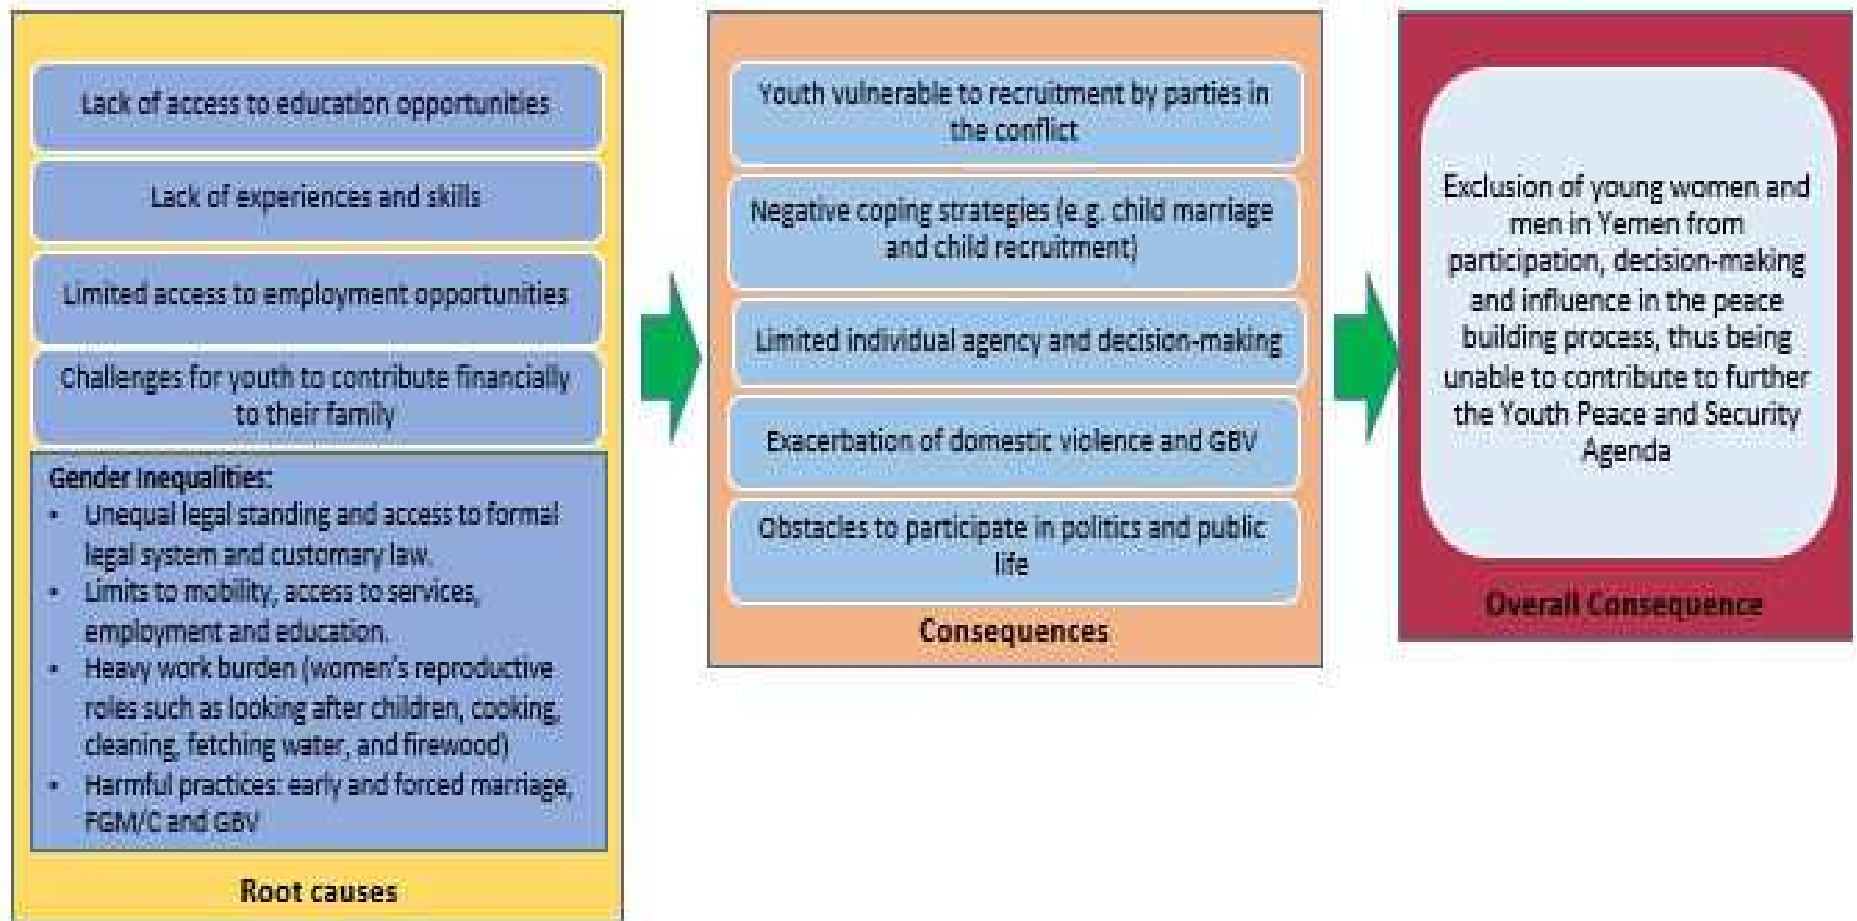 Lack of access to education opportunities
Lack of experiences and skills
Limited access to employment opportunities
Challenges for youth to contribute financially
to their family
Gender Inequalities:
• Unequal legal standing and access to formal
legal system and customary law.
• Limits to mobility, access to services,
employment and education.
• Heavy work burden (women's reproductive
roles such as looking after children, cooking,
cleaning, fetching water, and firewood)
• Harmful practices: early and forced marriage,
FGM/C and GBV
Root causes
Youth vulnerable to recruitment by parties in
the conflict
Negative coping strategies (e.g. child marriage
and child recruitment)
Limited individual agency and decision-making
Exacerbation of domestic violence and GBV
Obstacles to participate in politics and public
life
Consequences
Exclusion of young women and
men in Yemen from
participation, decision-making
and influence in the peace
building process, thus being
unable to contribute to further
the Youth Peace and Security
Agenda
Overall Consequence